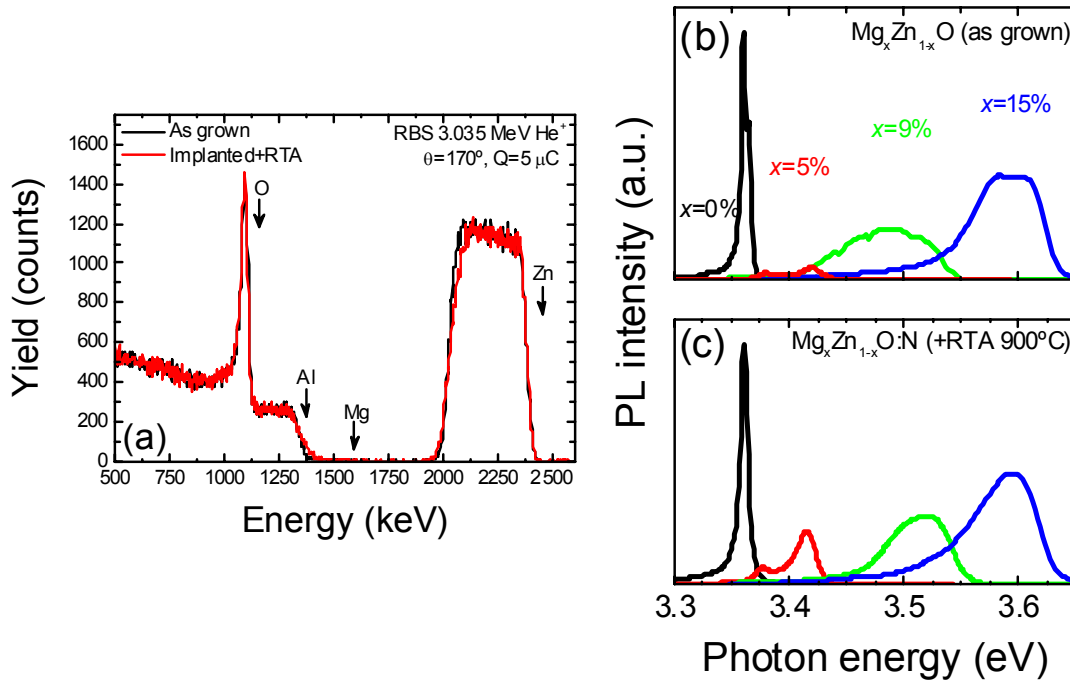 As grown
Implanted+RTA
RBS 3.035 MeV He⁺
θ=170º, Q=5 μC
O
Zn
Al
Mg
(a)
Yield (counts)
0
200
400
600
800
1000
1200
1400
1600
500
750
1000
1250
1500
1750
2000
2250
2500
Energy (keV)
(b)
MgₓZn₁₋ₓO (as grown)
x=15%
x=9%
x=5%
x=0%
PL intensity (a.u.)
(c)
MgₓZn₁₋ₓO:N (+RTA 900ºC)
3.3
3.4
3.5
3.6
Photon energy (eV)